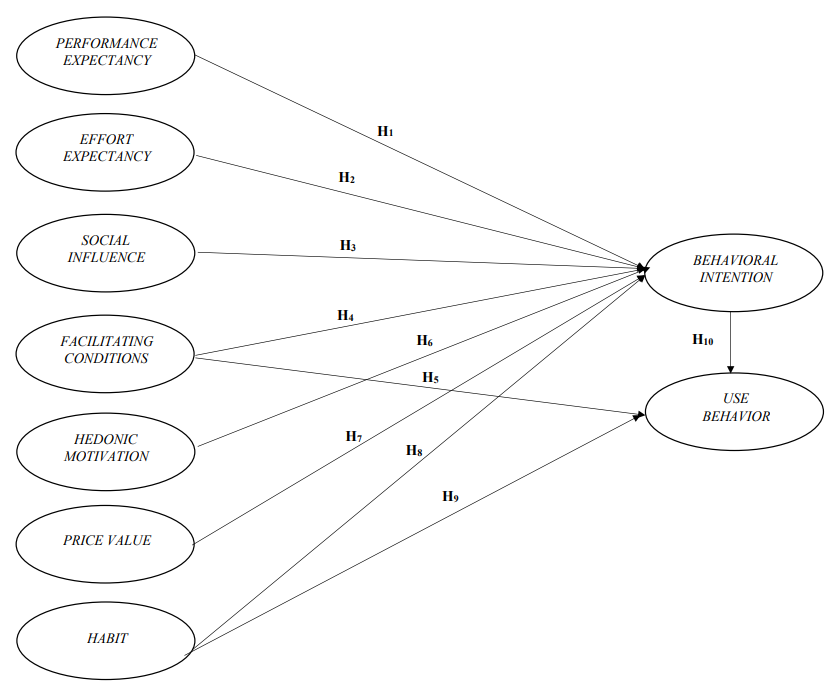 PERFORMANCE
EXPECTANCY
H1
EFFORT
EXPECTANCY
H2
SOCIAL
INFLUENCE
H3
BEHAVIORAL
INTENTION
H4
FACILITATING
CONDITIONS
H6
H10
H5
USE
BEHAVIOR
HEDONIC
MOTIVATION
H7
H8
H9
PRICE VALUE
HABIT